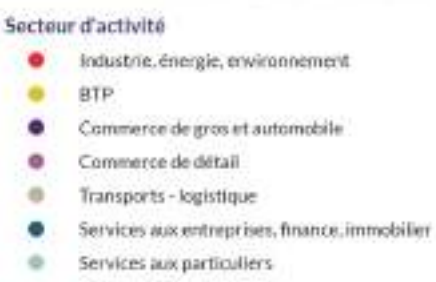 Secteur d'activité
Industrie, énergie, environnement
BTP
Commerce de gros et automobile
Commerce de détail
Transports - logistique
Services aux entreprises, finance, immobilier
Services aux particuliers